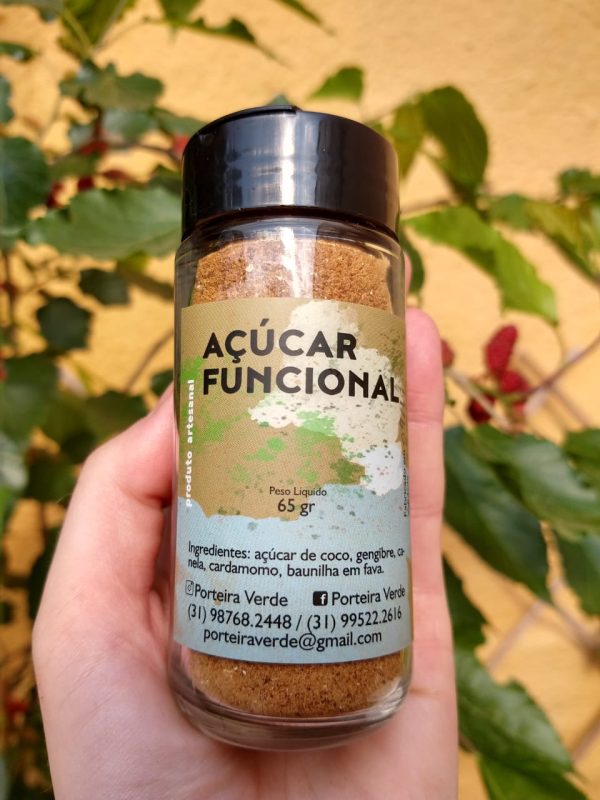 AÇÚCAR
FUNCIONAL
produto artesanal
Peso Liquido
65 gr
Ingredientes: açúcar de coco, gengibre, ca-
nela, cardamomo, baunilha em fava.
Porteira Verde Porteira Verde
(31) 98768.2448 / (31) 99522.2616
porteiraverde@gmail.com